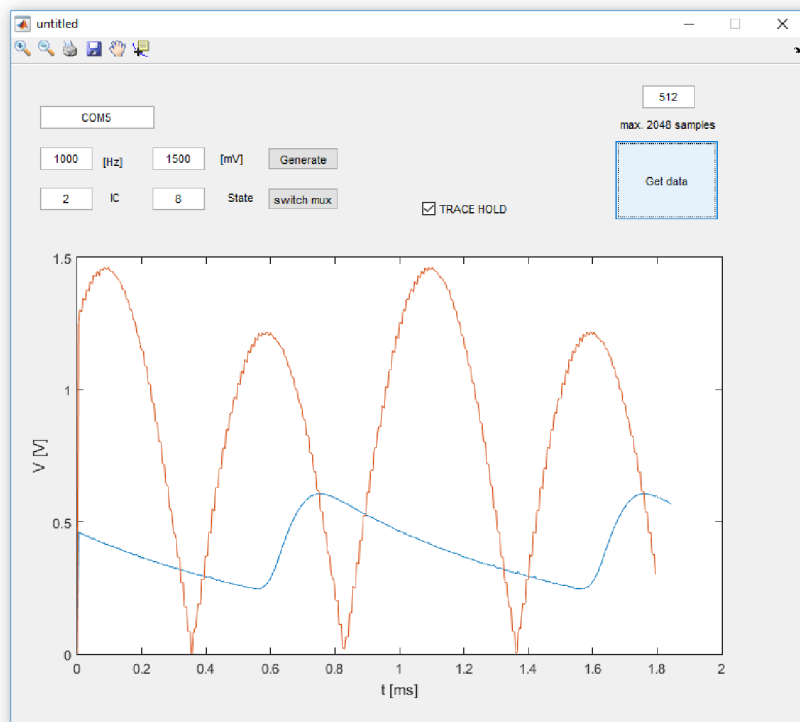 untitled
512
COM5
max. 2048 samples
1000 [Hz] 1500 [mV] Generate
Get data
2 IC 8 State switch mux
TRACE HOLD
1.5
1
0.5
0
V [V]
0 0.2 0.4 0.6 0.8 1 1.2 1.4 1.6 1.8 2
t [ms]